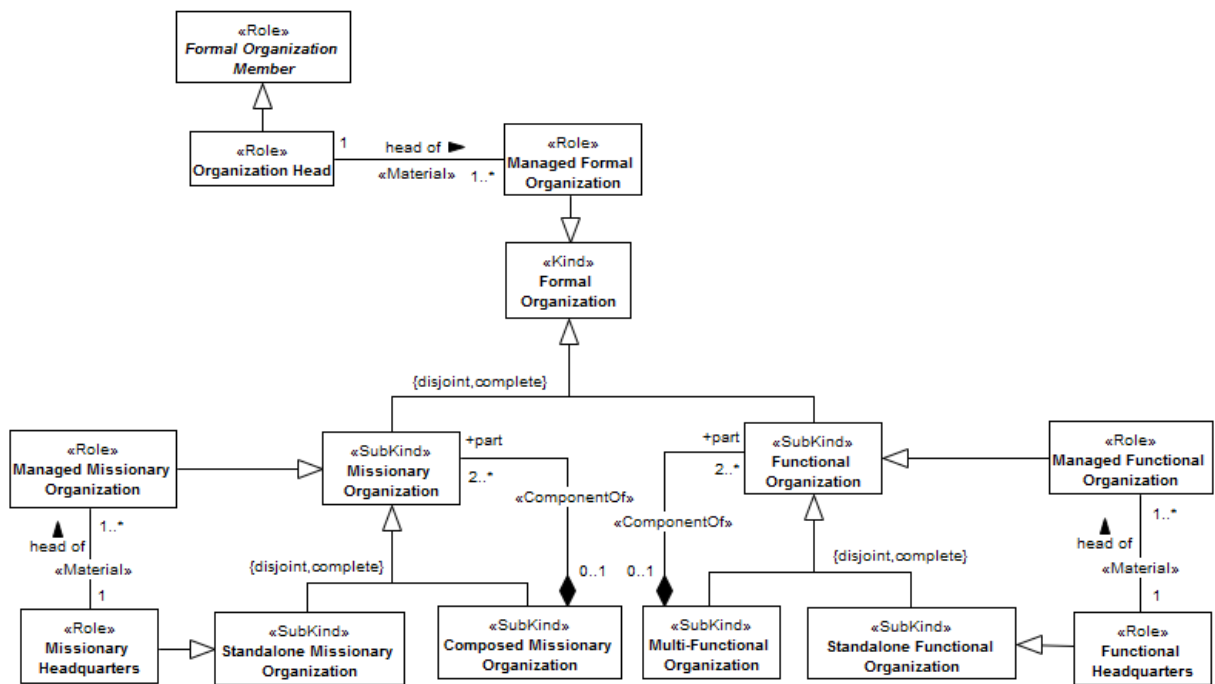 «Role»
Formal Organization
Member
«Role»
Organization Head
1
head of
«Material»
1..*
«Role»
Managed Formal
Organization
«Kind»
Formal
Organization
{disjoint,complete}
«Role»
Managed Missionary
Organization
«SubKind»
Missionary
Organization
+part
2..*
«ComponentOf»
0..1
+part
2..*
«ComponentOf»
0..1
«SubKind»
Functional
Organization
«Role»
Managed Functional
Organization
1..*
head of
«Material»
1
{disjoint,complete}
{disjoint,complete}
1..*
head of
«Material»
1
«Role»
Missionary
Headquarters
«SubKind»
Standalone Missionary
Organization
«SubKind»
Composed Missionary
Organization
«SubKind»
Multi-Functional
Organization
«SubKind»
Standalone Functional
Organization
«Role»
Functional
Headquarters